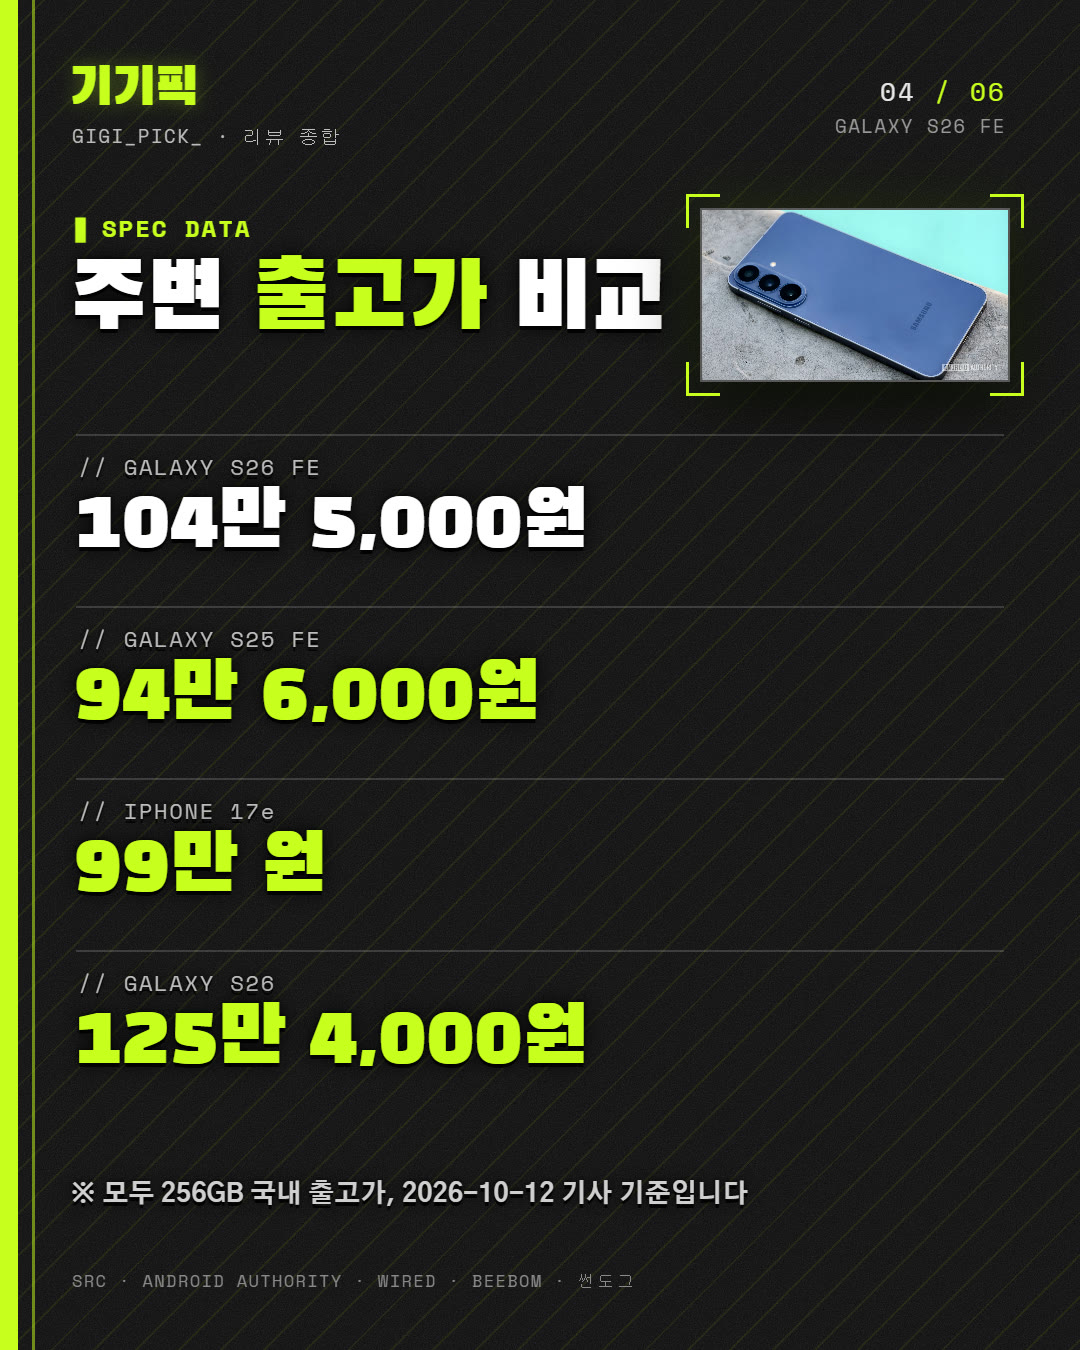 기기픽
GIGI_PICK_ · 리뷰 종합
04 / 06
GALAXY S26 FE
SPEC DATA
주변 출고가 비교
SAMSUNG
// GALAXY S26 FE
104만 5,000원
// GALAXY S25 FE
94만 6,000원
// IPHONE 17e
99만 원
// GALAXY S26
125만 4,000원
※ 모두 256GB 국내 출고가, 2026-10-12 기사 기준입니다
SRC · ANDROID AUTHORITY · WIRED · BEEBOM · 썬도그